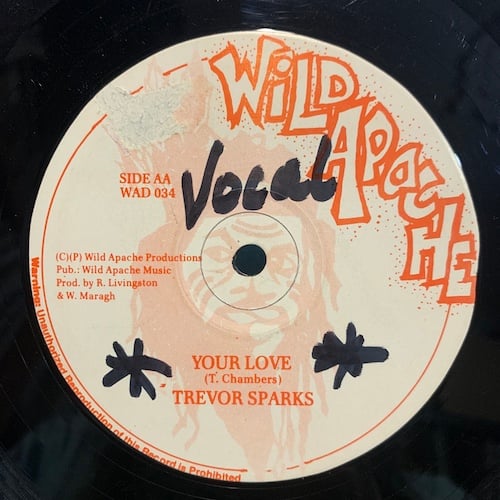 WILD
APACHE
SIDE AA
WAD 034
Vocal
(C)(P) Wild Apache Productions
Pub.: Wild Apache Music
Prod. by R. Livingston
& W. Maragh
YOUR LOVE
(T. Chambers)
TREVOR SPARKS
Warning: Unauthorized Reproduction of this Record is Prohibited